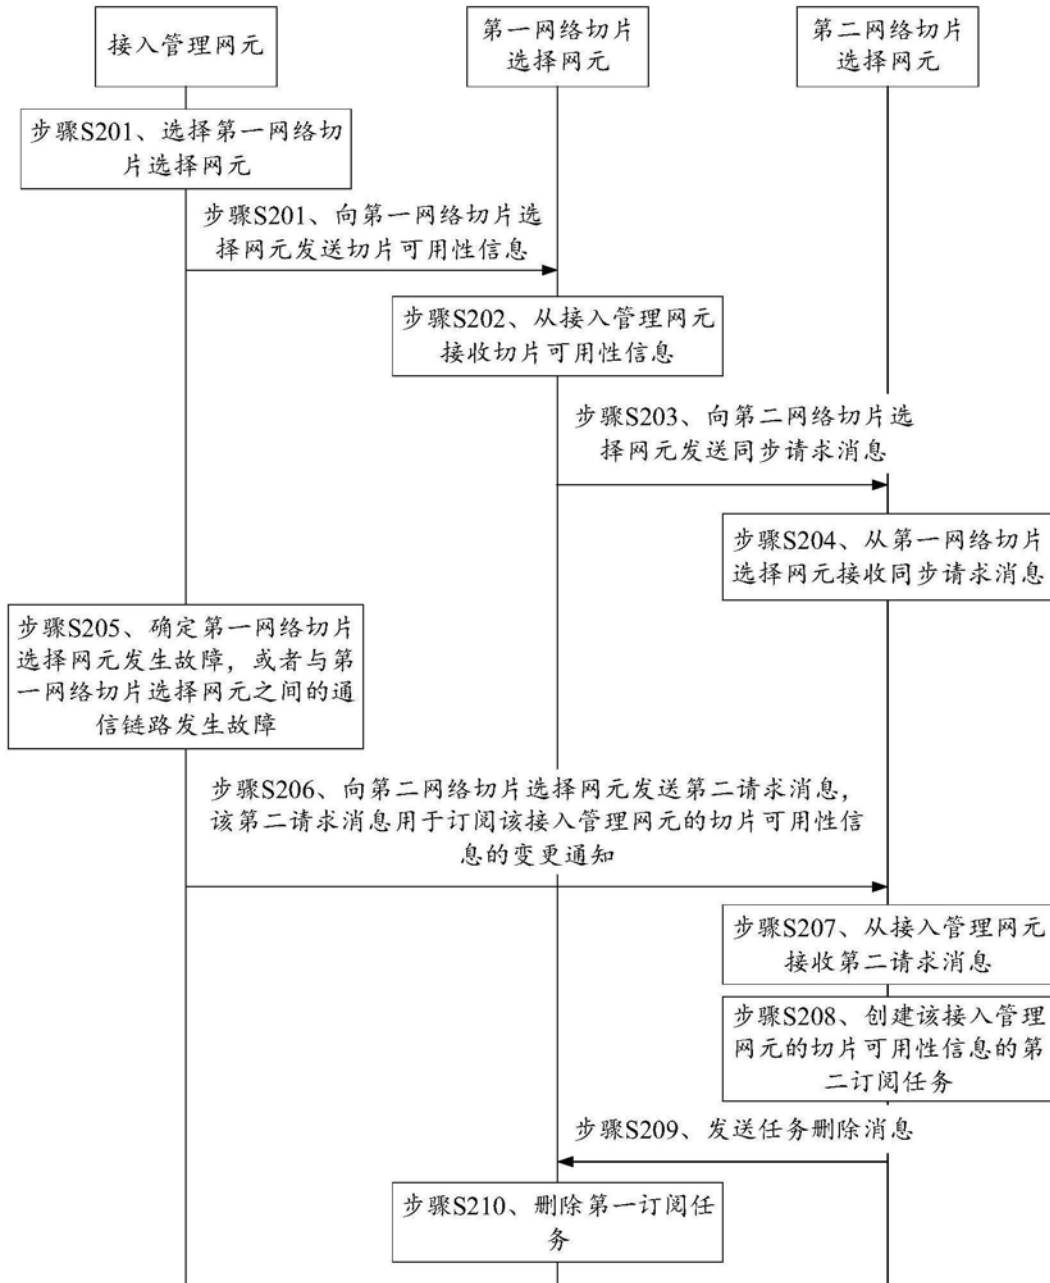 接入管理网元
第一网络切片
选择网元
第二网络切片
选择网元
步骤S201、选择第一网络切
片选择网元
步骤S201、向第一网络切片选
择网元发送切片可用性信息
步骤S202、从接入管理网元
接收切片可用性信息
步骤S203、向第二网络切片选
择网元发送同步请求消息
步骤S204、从第一网络切片
选择网元接收同步请求消息
步骤S205、确定第一网络切片
选择网元发生故障，或者与第
一网络切片选择网元之间的通
信链路发生故障
步骤S206、向第二网络切片选择网元发送第二请求消息，
该第二请求消息用于订阅该接入管理网元的切片可用性信
息的变更通知
步骤S207、从接入管理网元
接收第二请求消息
步骤S208、创建该接入管理
网元的切片可用性信息的第
二订阅任务
步骤S209、发送任务删除消息
步骤S210、删除第一订阅任
务